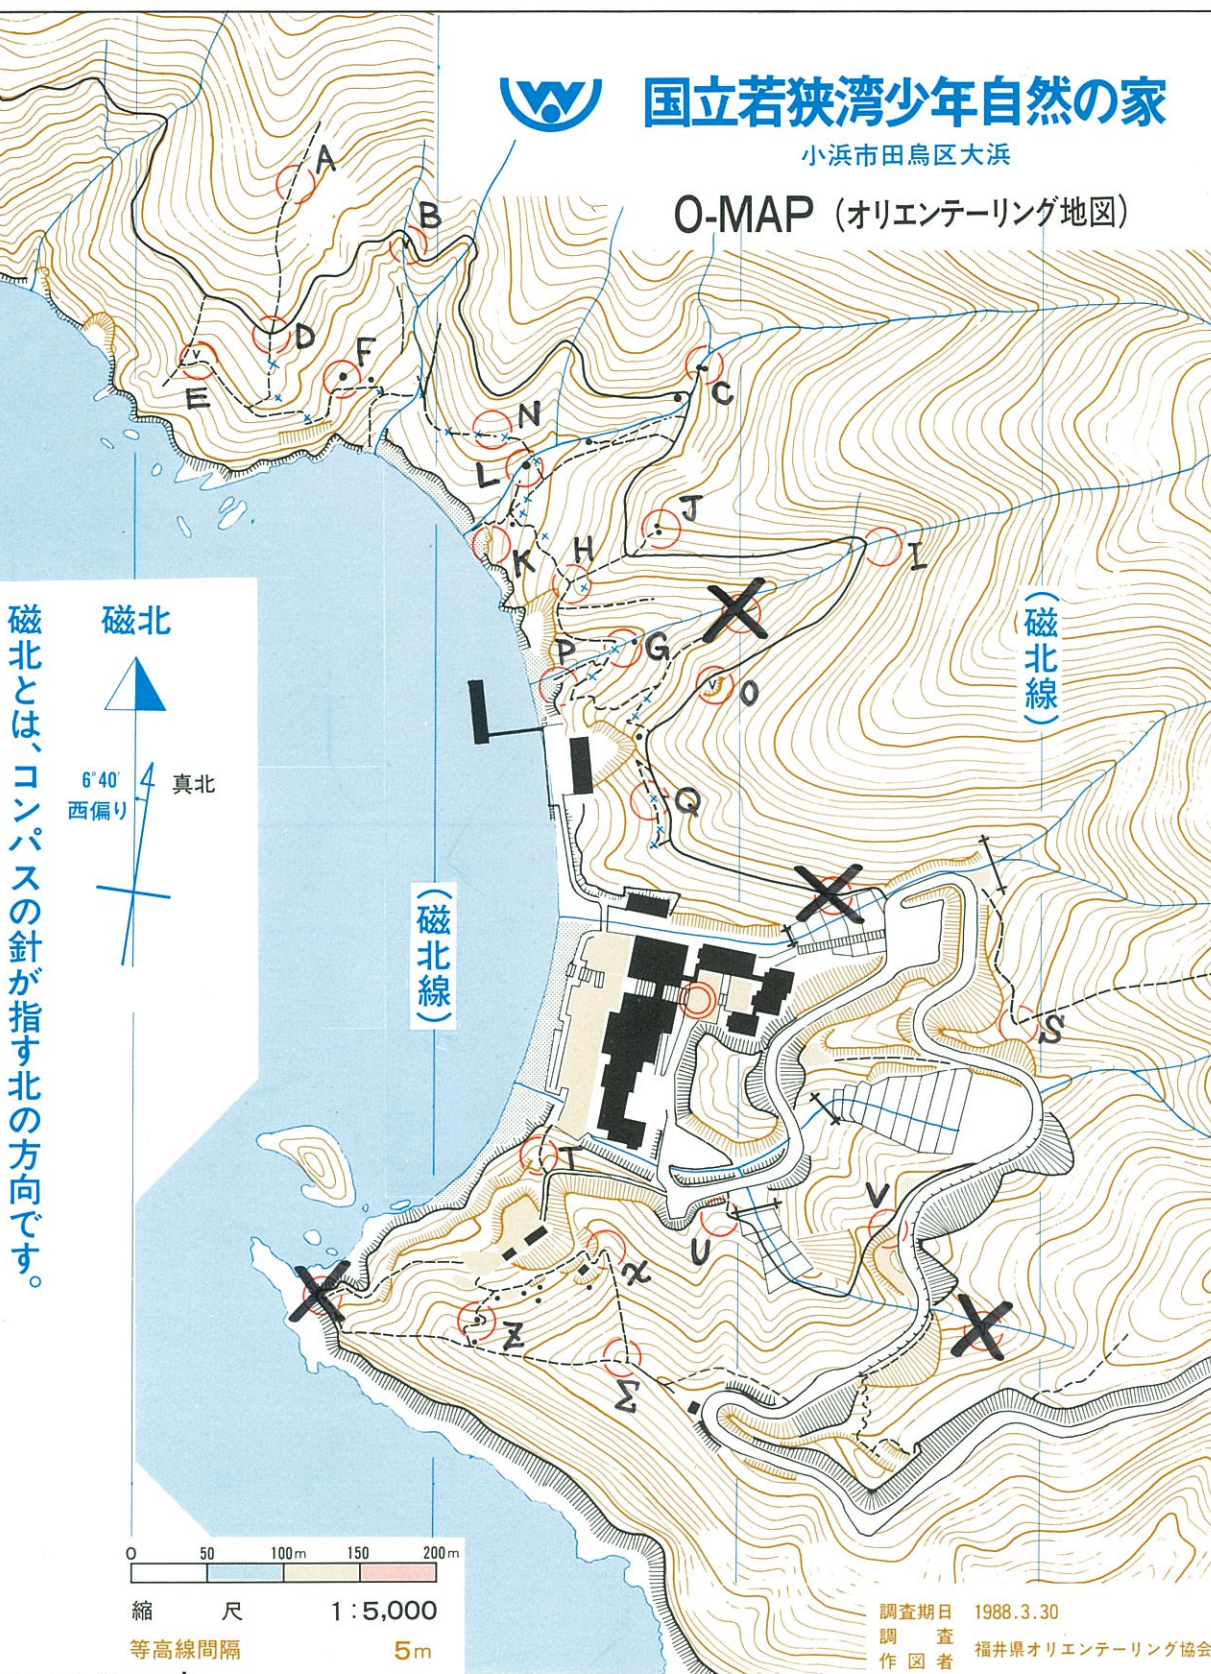 国立若狭湾少年自然の家
小浜市田烏区大浜
O-MAP（オリエンテーリング地図）
A
B
D
F
E
C
N
L
J
K
H
I
G
P
O
Q
S
T
U
V
x
Z
Σ
（磁北線）
（磁北線）
磁北
6°40′
西偏り
真北
磁北とは、コンパスの針が指す北の方向です。
0 50 100m 150 200m
縮尺 1:5,000
等高線間隔 5m
調査期日 1988.3.30
調査
作図者 福井県オリエンテーリング協会